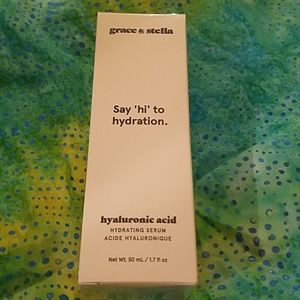 grace & stella
Say 'hi' to
hydration.
hyaluronic acid
HYDRATING SERUM
ACIDE HYALURONIQUE
Net Wt. 50 mL / 1.7 fl oz